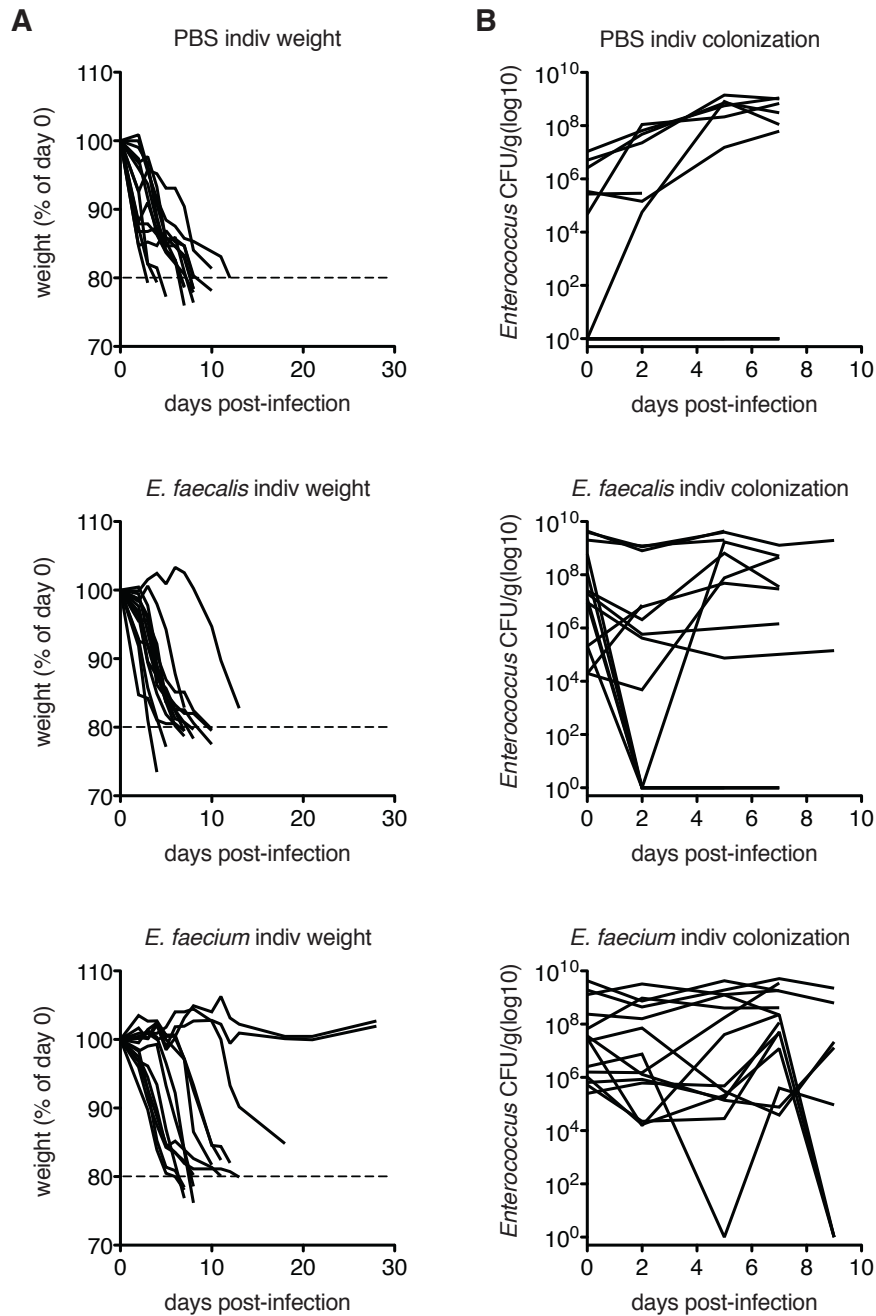 A
PBS indiv weight
110
100
90
80
70
weight (% of day 0)
0 10 20 30
days post-infection
B
PBS indiv colonization
10^10
10^8
10^6
10^4
10^2
10^0
Enterococcus CFU/g(log10)
0 2 4 6 8 10
days post-infection
E. faecalis indiv weight
110
100
90
80
70
weight (% of day 0)
0 10 20 30
days post-infection
E. faecalis indiv colonization
10^10
10^8
10^6
10^4
10^2
10^0
Enterococcus CFU/g(log10)
0 2 4 6 8 10
days post-infection
E. faecium indiv weight
110
100
90
80
70
weight (% of day 0)
0 10 20 30
days post-infection
E. faecium indiv colonization
10^10
10^8
10^6
10^4
10^2
10^0
Enterococcus CFU/g(log10)
0 2 4 6 8 10
days post-infection